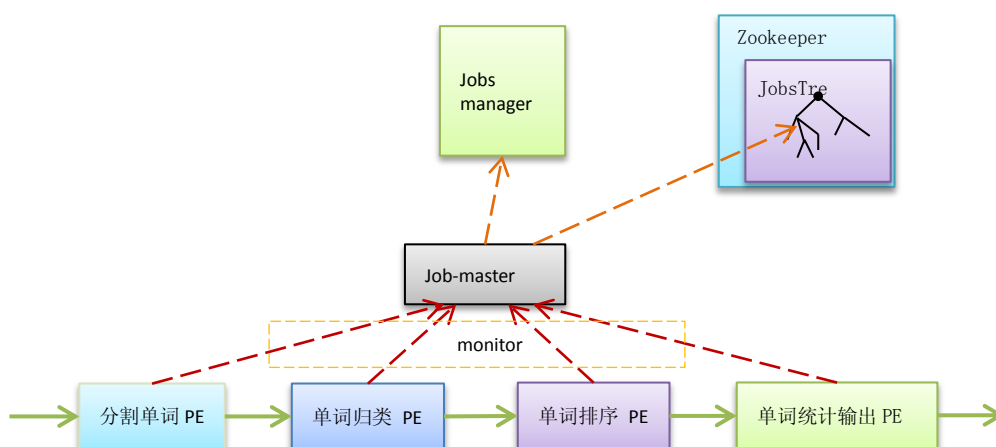 Zookeeper
Jobs
manager
JobsTre
Job-master
monitor
分割单词 PE
单词归类 PE
单词排序 PE
单词统计输出 PE